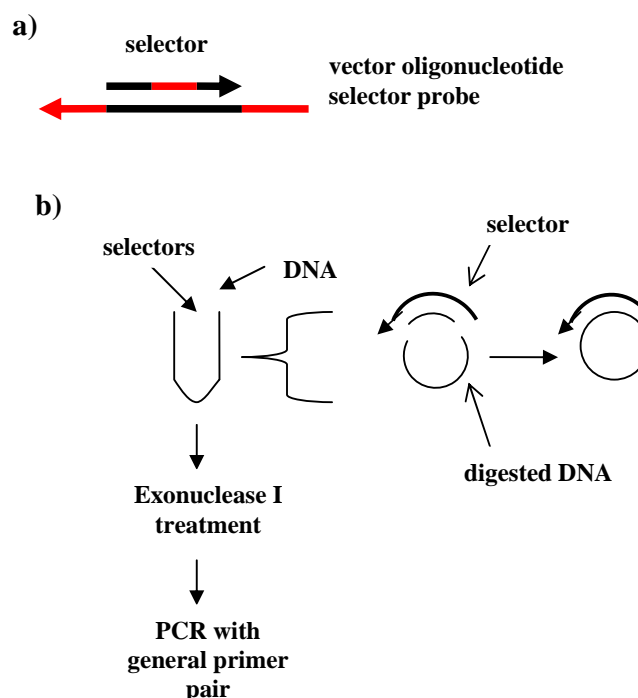 a)
selector
vector oligonucleotide
selector probe
b)
selectors
DNA
selector
digested DNA
Exonuclease I
treatment
PCR with
general primer
pair